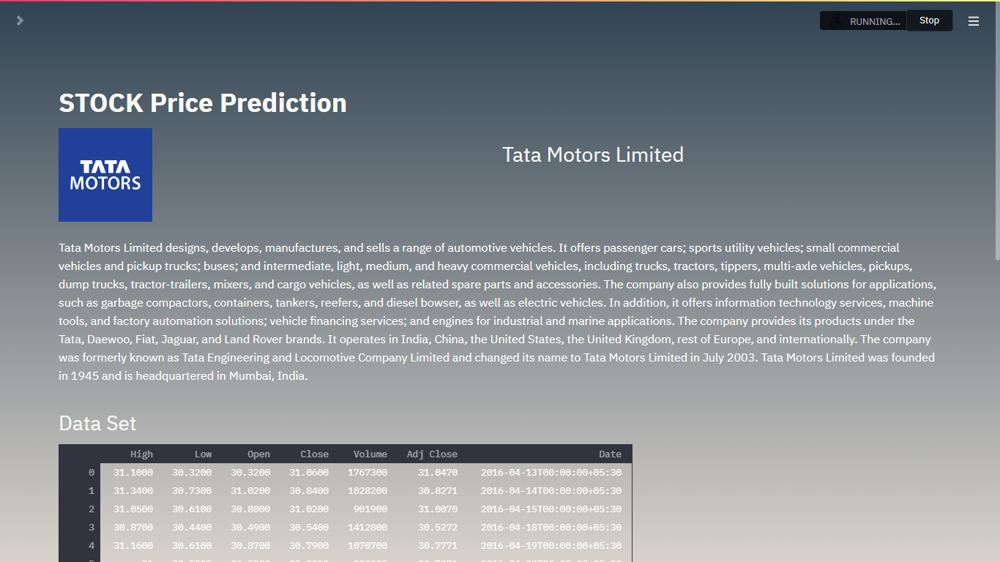 RUNNING...
Stop
STOCK Price Prediction
TATA
MOTORS
Tata Motors Limited
Tata Motors Limited designs, develops, manufactures, and sells a range of automotive vehicles. It offers passenger cars; sports utility vehicles; small commercial
vehicles and pickup trucks; buses; and intermediate, light, medium, and heavy commercial vehicles, including trucks, tractors, tippers, multi-axle vehicles, pickups,
dump trucks, tractor-trailers, mixers, and cargo vehicles, as well as related spare parts and accessories. The company also provides fully built solutions for applications,
such as garbage compactors, containers, tankers, reefers, and diesel bowser, as well as electric vehicles. In addition, it offers information technology services, machine
tools, and factory automation solutions; vehicle financing services; and engines for industrial and marine applications. The company provides its products under the
Tata, Daewoo, Fiat, Jaguar, and Land Rover brands. It operates in India, China, the United States, the United Kingdom, rest of Europe, and internationally. The company
was formerly known as Tata Engineering and Locomotive Company Limited and changed its name to Tata Motors Limited in July 2003. Tata Motors Limited was founded
in 1945 and is headquartered in Mumbai, India.
Data Set
High Low Open Close Volume Adj Close Date
0 31.1000 30.3200 30.3200 31.0600 1767300 31.0470 2016-04-13T00:00:00+05:30
1 31.3400 30.7300 31.0200 30.8400 1028200 30.8271 2016-04-14T00:00:00+05:30
2 31.0500 30.6100 30.8000 31.0200 901900 31.0070 2016-04-15T00:00:00+05:30
3 30.8700 30.4400 30.4900 30.5400 1412800 30.5272 2016-04-18T00:00:00+05:30
4 31.1600 30.6100 30.8700 30.7900 1070700 30.7771 2016-04-19T00:00:00+05:30